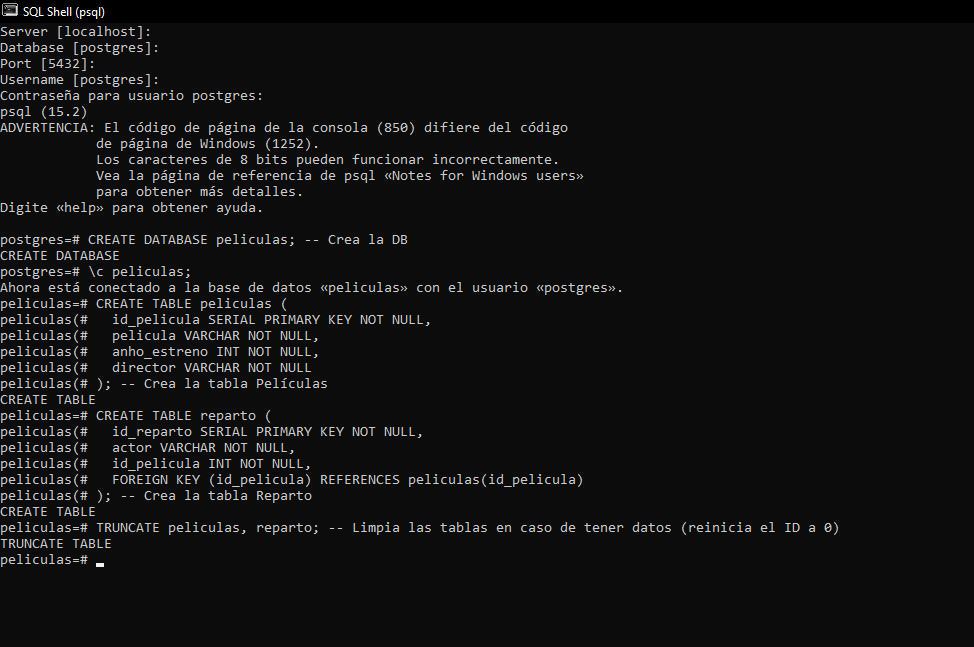 SQL Shell (psql)
Server [localhost]:
Database [postgres]:
Port [5432]:
Username [postgres]:
Contraseña para usuario postgres:
psql (15.2)
ADVERTENCIA: El código de página de la consola (850) difiere del código
            de página de Windows (1252).
            Los caracteres de 8 bits pueden funcionar incorrectamente.
            Vea la página de referencia de psql «Notes for Windows users»
            para obtener más detalles.
Digite «help» para obtener ayuda.

postgres=# CREATE DATABASE peliculas; -- Crea la DB
CREATE DATABASE
postgres=# \c peliculas;
Ahora está conectado a la base de datos «peliculas» con el usuario «postgres».
peliculas=# CREATE TABLE peliculas (
peliculas(#   id_pelicula SERIAL PRIMARY KEY NOT NULL,
peliculas(#   pelicula VARCHAR NOT NULL,
peliculas(#   anho_estreno INT NOT NULL,
peliculas(#   director VARCHAR NOT NULL
peliculas(# ); -- Crea la tabla Películas
CREATE TABLE
peliculas=# CREATE TABLE reparto (
peliculas(#   id_reparto SERIAL PRIMARY KEY NOT NULL,
peliculas(#   actor VARCHAR NOT NULL,
peliculas(#   id_pelicula INT NOT NULL,
peliculas(#   FOREIGN KEY (id_pelicula) REFERENCES peliculas(id_pelicula)
peliculas(# ); -- Crea la tabla Reparto
CREATE TABLE
peliculas=# TRUNCATE peliculas, reparto; -- Limpia las tablas en caso de tener datos (reinicia el ID a 0)
TRUNCATE TABLE
peliculas=#